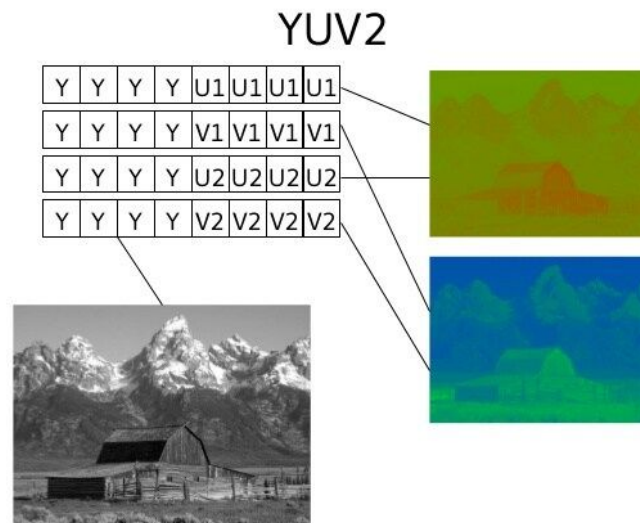 YUV2
Y Y Y Y U1 U1 U1 U1
Y Y Y Y V1 V1 V1 V1
Y Y Y Y U2 U2 U2 U2
Y Y Y Y V2 V2 V2 V2